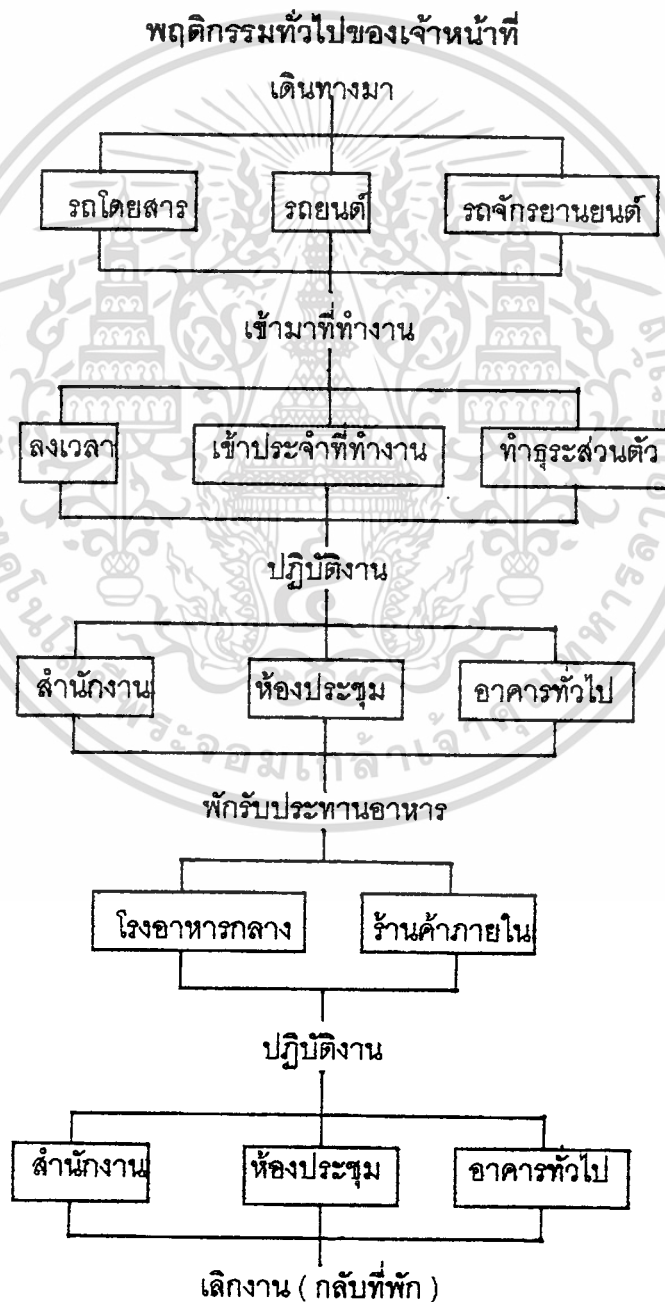 พฤติกรรมทั่วไปของเจ้าหน้าที่
เดินทางมา
รถโดยสาร รถยนต์ รถจักรยานยนต์
เข้ามาที่ทำงาน
ลงเวลา เข้าประจำที่ทำงาน ทำธุระส่วนตัว
ปฏิบัติงาน
สำนักงาน ห้องประชุม อาคารทั่วไป
พักรับประทานอาหาร
โรงอาหารกลาง ร้านค้าภายใน
ปฏิบัติงาน
สำนักงาน ห้องประชุม อาคารทั่วไป
เลิกงาน ( กลับที่พัก )